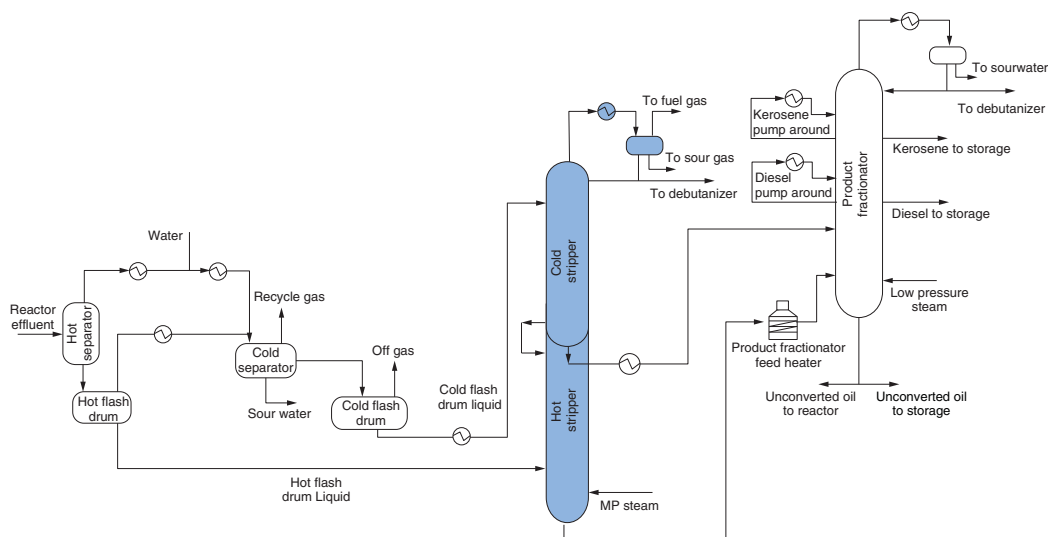 To sourwater
To debutanizer
To fuel gas
Kerosene
pump around
Kerosene to storage
To sour gas
To debutanizer
Diesel
pump around
Diesel to storage
Product
fractionator
Water
Cold
stripper
Recycle gas
Reactor
effluent
Hot
separator
Low pressure
steam
Off gas
Cold
separator
Product fractionator
feed heater
Hot flash
drum
Sour water
Cold flash
drum
Cold flash
drum liquid
Hot
stripper
Unconverted oil
to reactor
Unconverted oil
to storage
Hot flash
drum Liquid
MP steam